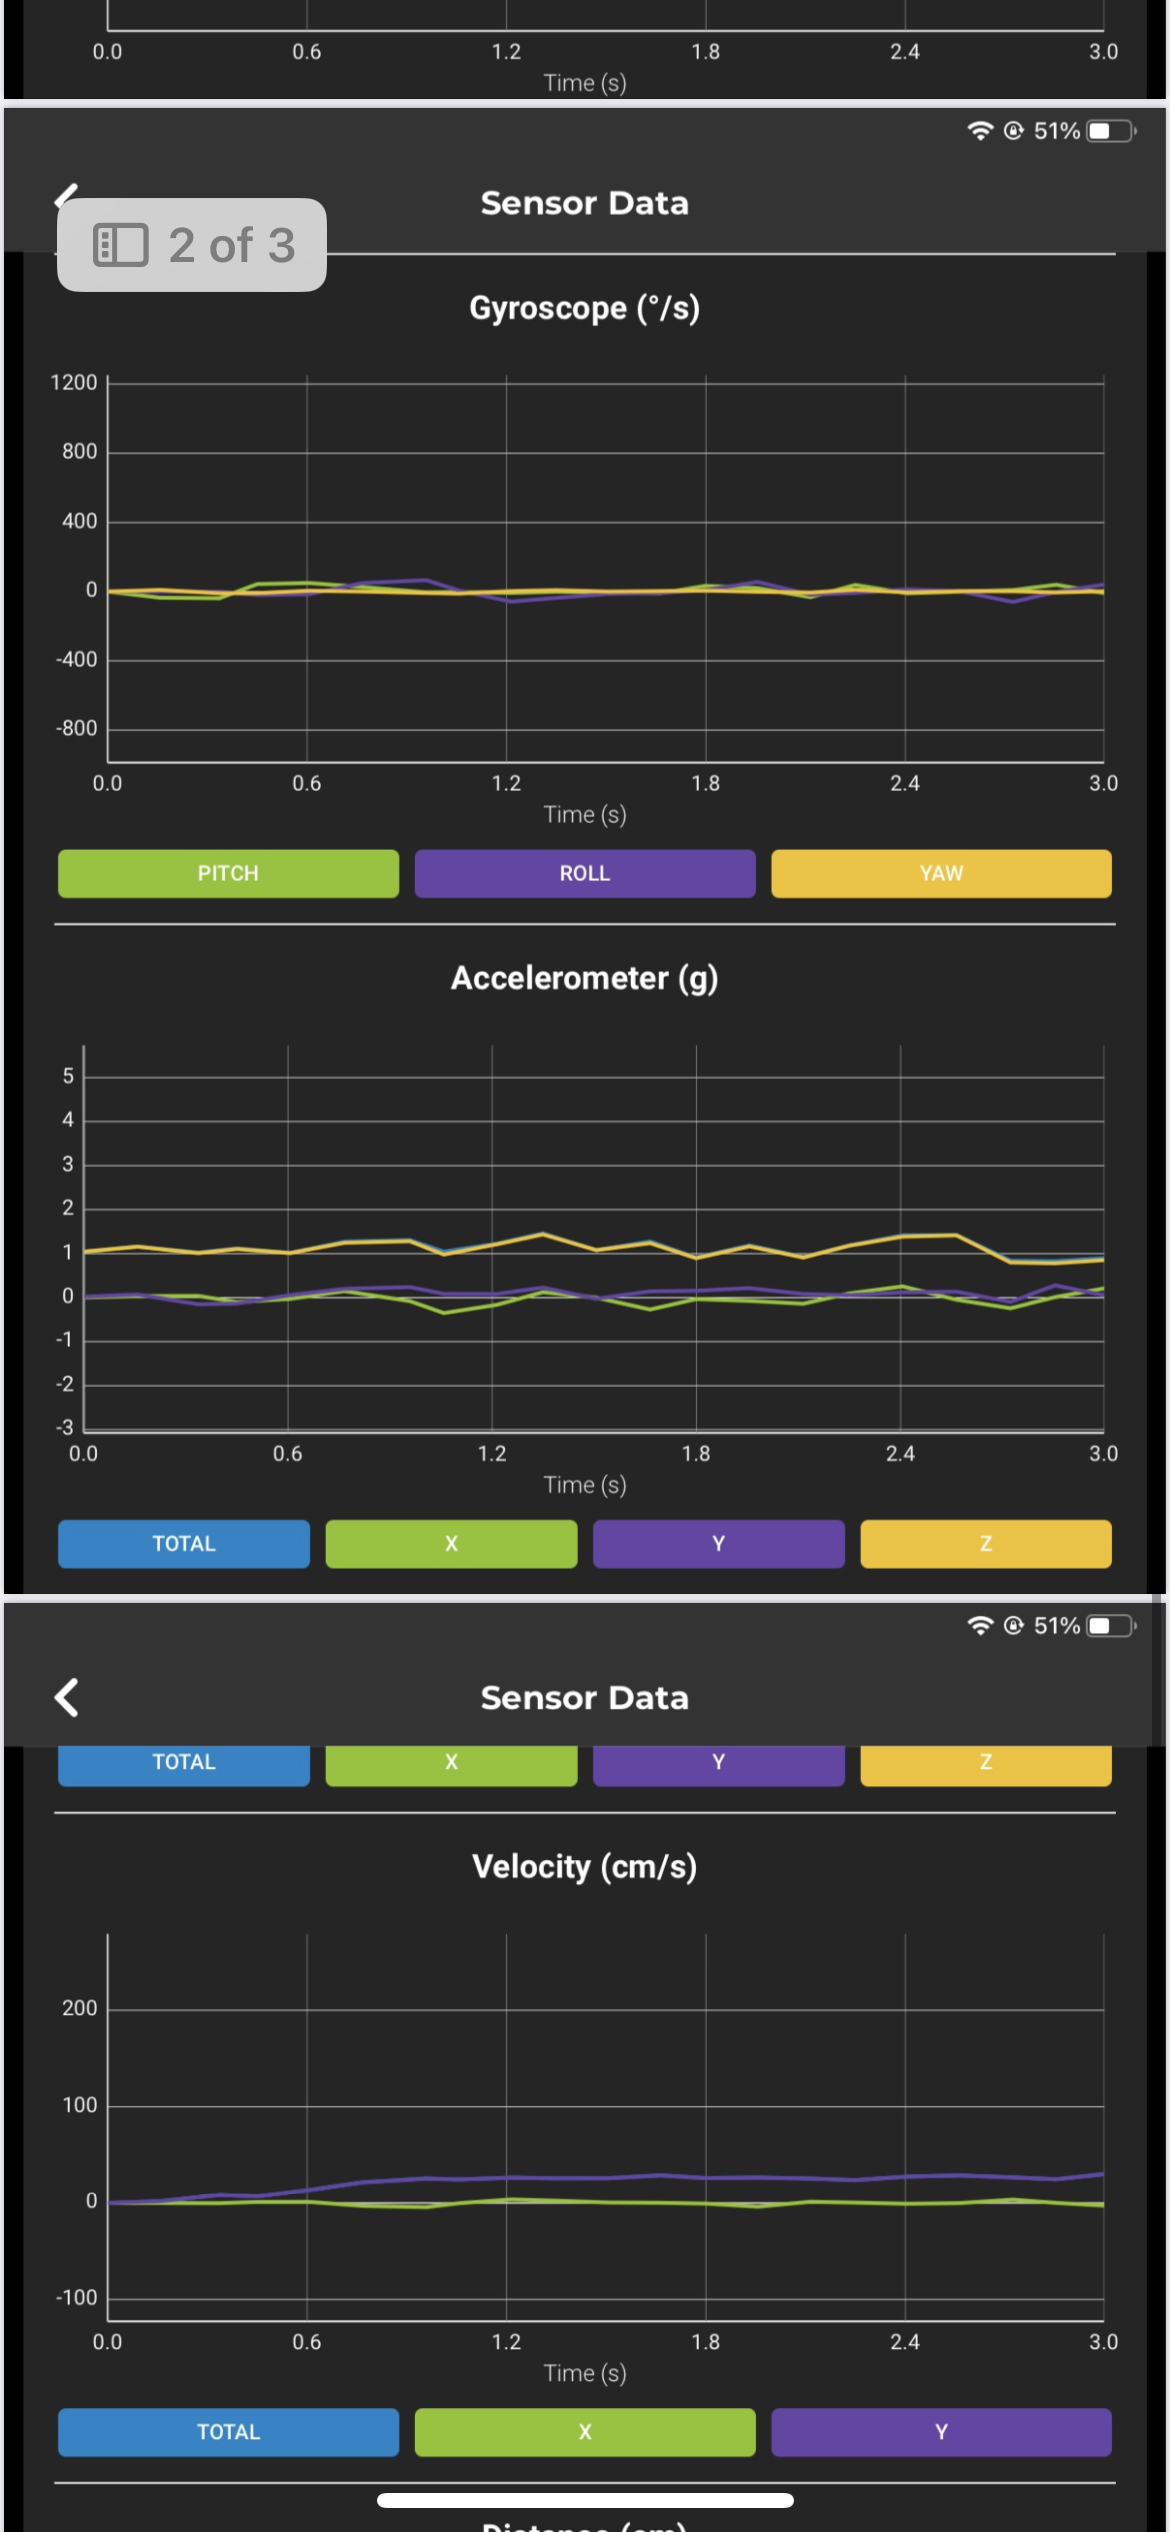 0.0 0.6 1.2 1.8 2.4 3.0
Time (s)
51%
Sensor Data
2 of 3
Gyroscope (°/s)
1200
800
400
0
-400
-800
0.0 0.6 1.2 1.8 2.4 3.0
Time (s)
PITCH ROLL YAW
Accelerometer (g)
5
4
3
2
1
0
-1
-2
-3
0.0 0.6 1.2 1.8 2.4 3.0
Time (s)
TOTAL X Y Z
51%
Sensor Data
TOTAL X Y Z
Velocity (cm/s)
200
100
0
-100
0.0 0.6 1.2 1.8 2.4 3.0
Time (s)
TOTAL X Y
Distance (cm)